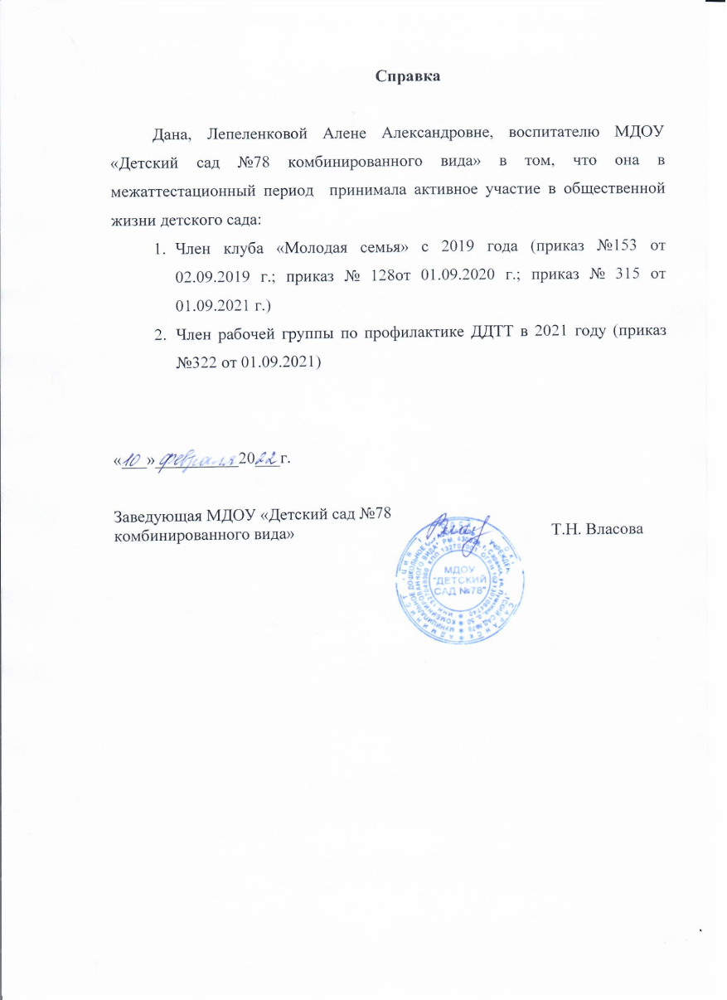 Справка
Дана, Лепеленковой Алене Александровне, воспитателю МДОУ
«Детский сад №78 комбинированного вида» в том, что она в
межаттестационный период принимала активное участие в общественной
жизни детского сада:
1. Член клуба «Молодая семья» с 2019 года (приказ №153 от
02.09.2019 г.; приказ № 128от 01.09.2020 г.; приказ № 315 от
01.09.2021 г.)
2. Член рабочей группы по профилактике ДДТТ в 2021 году (приказ
№322 от 01.09.2021)
«10» февраля 2022 г.
Заведующая МДОУ «Детский сад №78
комбинированного вида»
Т.Н. Власова
МДОУ
"ДЕТСКИЙ
САД №78"